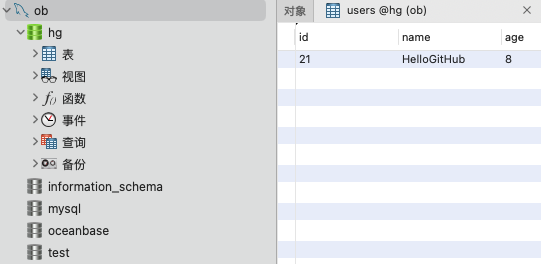 ob
hg
表
视图
函数
事件
查询
备份
information_schema
mysql
oceanbase
test
对象
users @hg (ob)
id name age
21 HelloGitHub 8